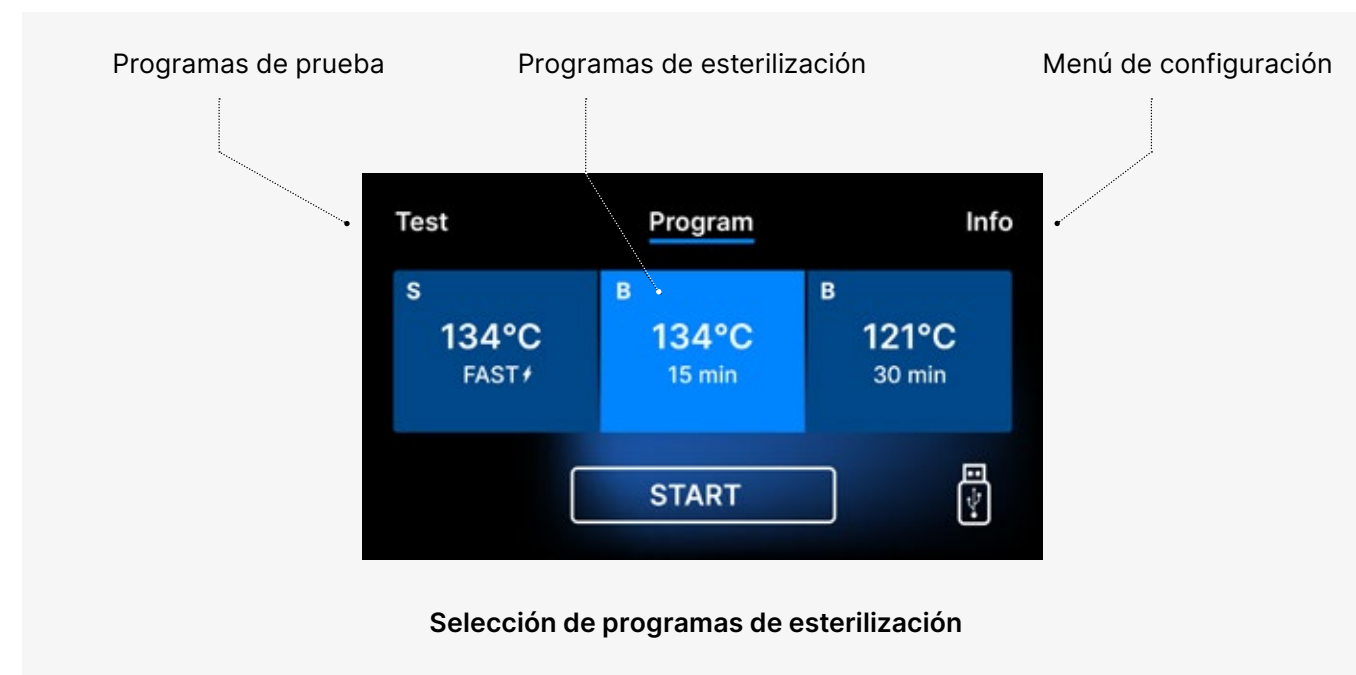 Programas de prueba
Programas de esterilización
Menú de configuración
Test
Program
Info
S
134°C
FAST
B
134°C
15 min
B
121°C
30 min
START
Selección de programas de esterilización